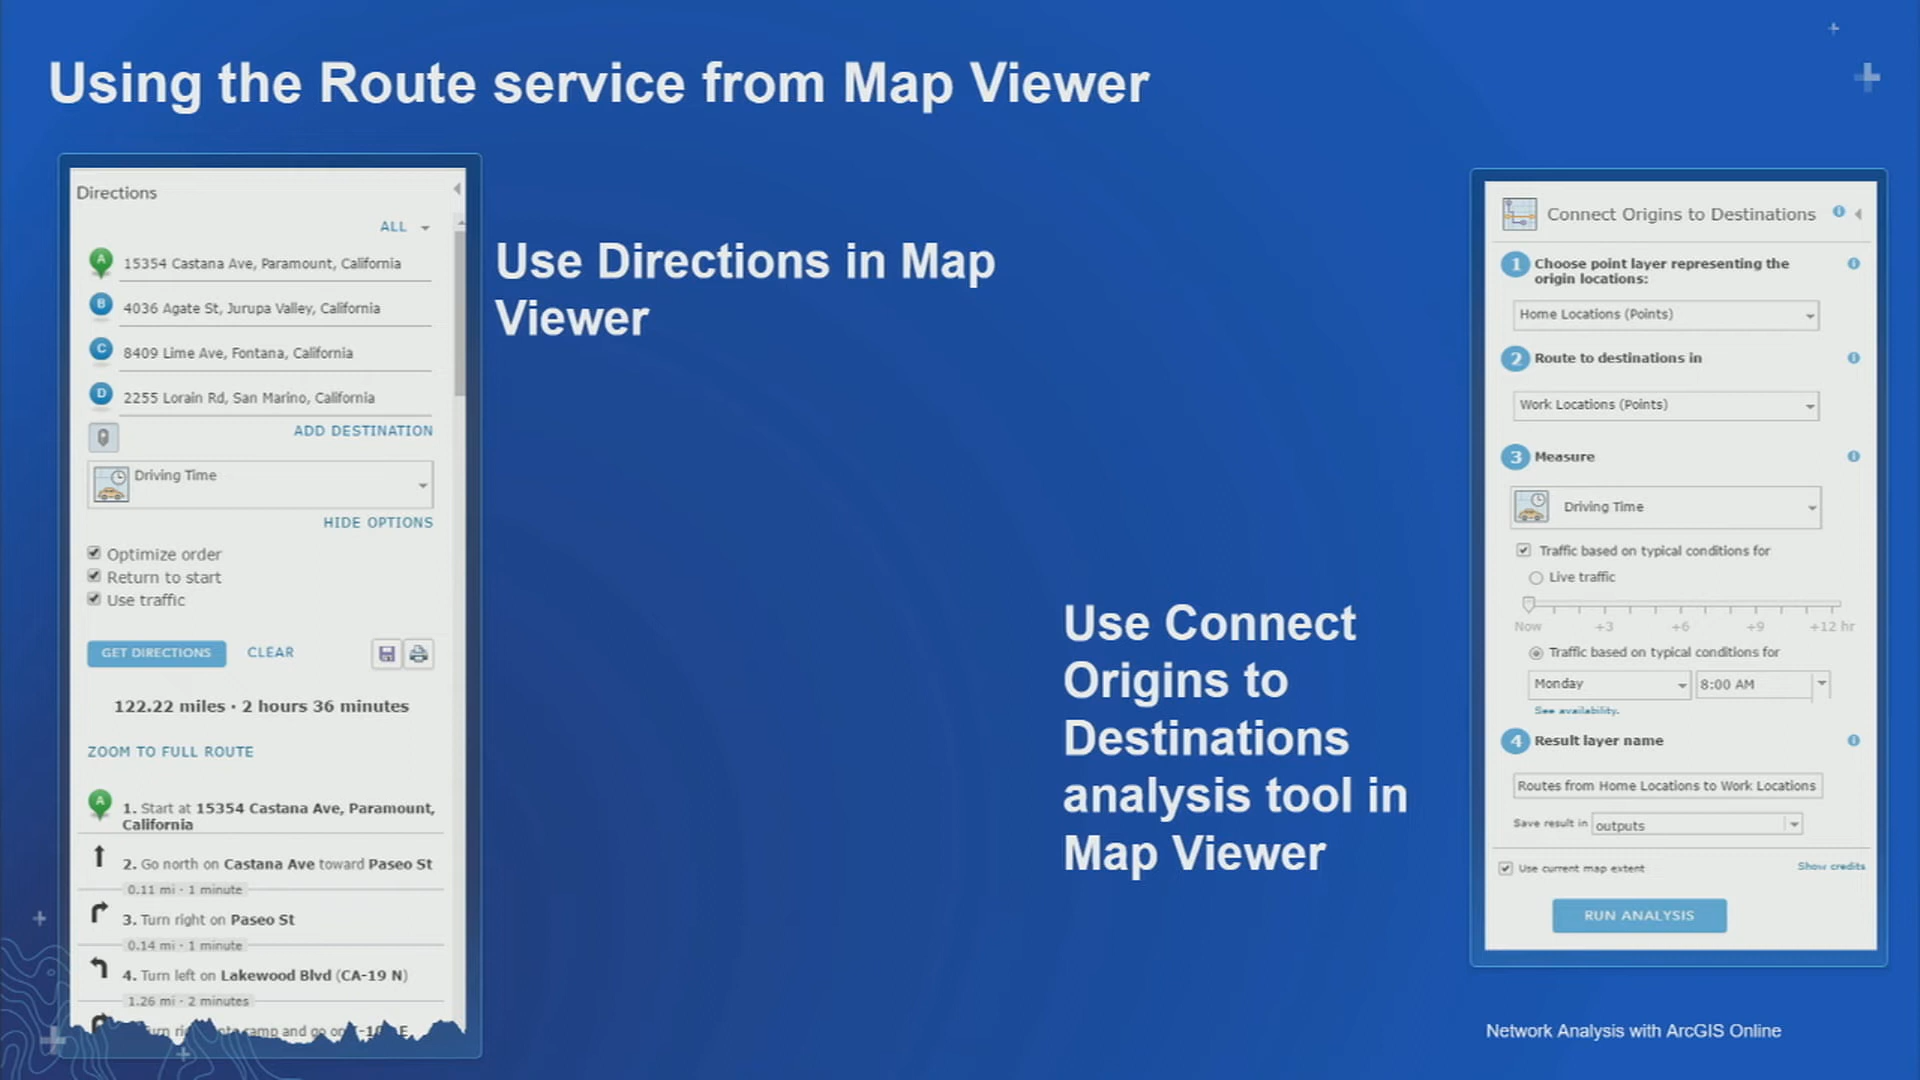 Using the Route service from Map Viewer
Directions
ALL
A
15354 Castana Ave, Paramount, California
B
4036 Agate St, Jurupa Valley, California
C
8409 Lime Ave, Fontana, California
D
2255 Lorain Rd, San Marino, California
ADD DESTINATION
Driving Time
HIDE OPTIONS
Optimize order
Return to start
Use traffic
GET DIRECTIONS
CLEAR
122.22 miles · 2 hours 36 minutes
ZOOM TO FULL ROUTE
A
1. Start at 15354 Castana Ave, Paramount,
California
2. Go north on Castana Ave toward Paseo St
0.11 mi · 1 minute
3. Turn right on Paseo St
0.14 mi · 1 minute
4. Turn left on Lakewood Blvd (CA-19 N)
1.26 mi · 2 minutes
ramp and go on
Use Directions in Map
Viewer
Use Connect
Origins to
Destinations
analysis tool in
Map Viewer
Connect Origins to Destinations
1 Choose point layer representing the
origin locations:
Home Locations (Points)
2 Route to destinations in
Work Locations (Points)
3 Measure
Driving Time
Traffic based on typical conditions for
Live traffic
Now +3 +6 +9 +12 hr
Traffic based on typical conditions for
Monday 8:00 AM
See availability.
4 Result layer name
Routes from Home Locations to Work Locations
Save result in outputs
Use current map extent Show credits
RUN ANALYSIS
Network Analysis with ArcGIS Online